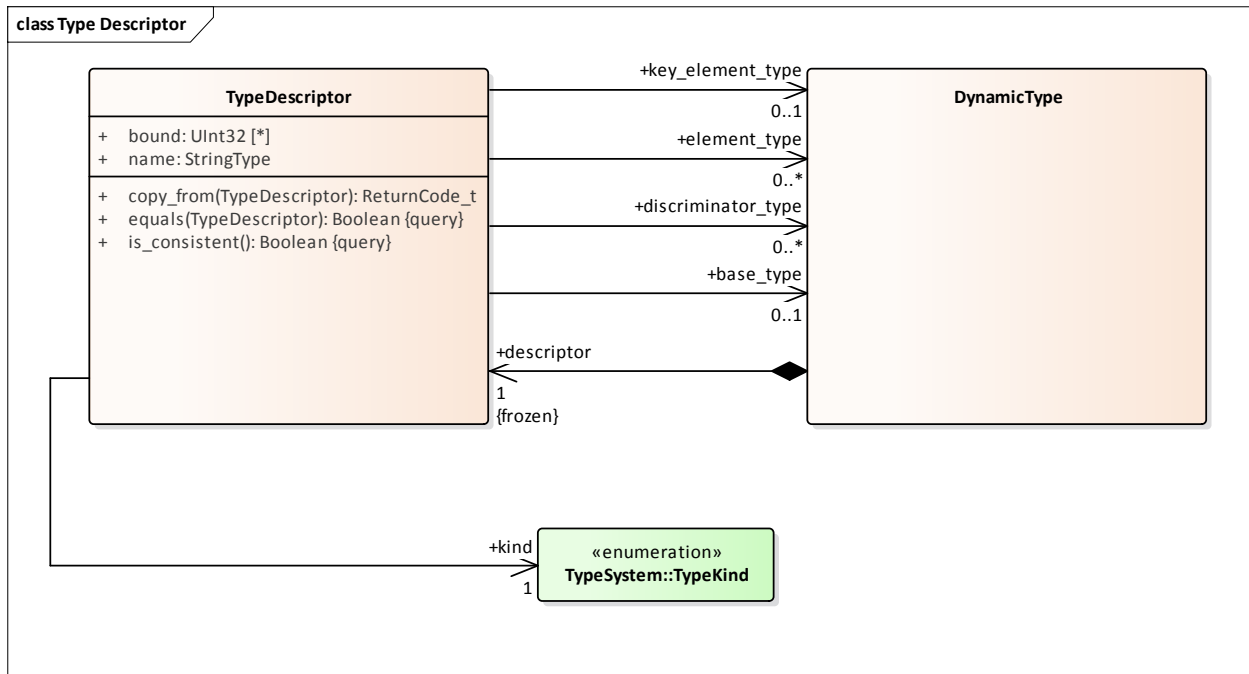 class Type Descriptor
TypeDescriptor
+ bound: UInt32 [*]
+ name: StringType
+ copy_from(TypeDescriptor): ReturnCode_t
+ equals(TypeDescriptor): Boolean {query}
+ is_consistent(): Boolean {query}
+key_element_type
0..1
+element_type
0..*
+discriminator_type
0..*
+base_type
0..1
+descriptor
1
{frozen}
DynamicType
+kind
1
«enumeration»
TypeSystem::TypeKind